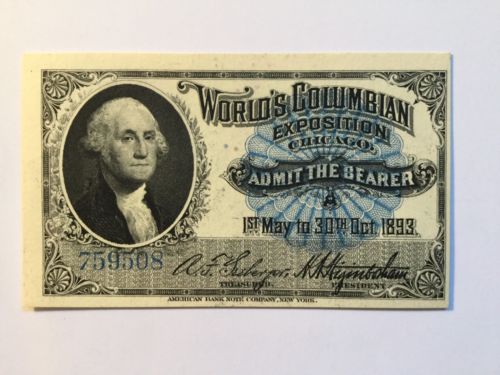 WORLD'S COLUMBIAN
EXPOSITION
CHICAGO.
ADMIT THE BEARER
A
1ST MAY TO 30TH OCT. 1893.
759508
TREASURER. PRESIDENT
AMERICAN BANK NOTE COMPANY, NEW YORK.